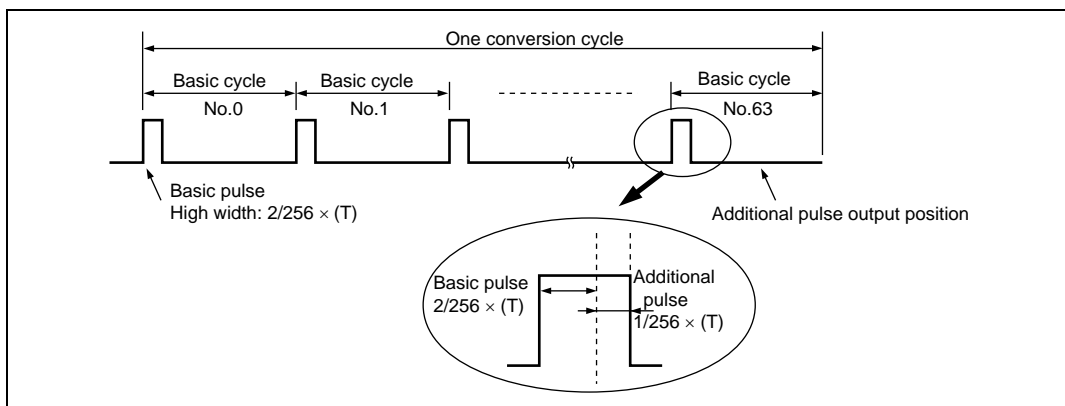 One conversion cycle
Basic cycle
No.0
Basic cycle
No.1
Basic cycle
No.63
Basic pulse
High width: 2/256 × (T)
Additional pulse output position
Basic pulse
2/256 × (T)
Additional
pulse
1/256 × (T)